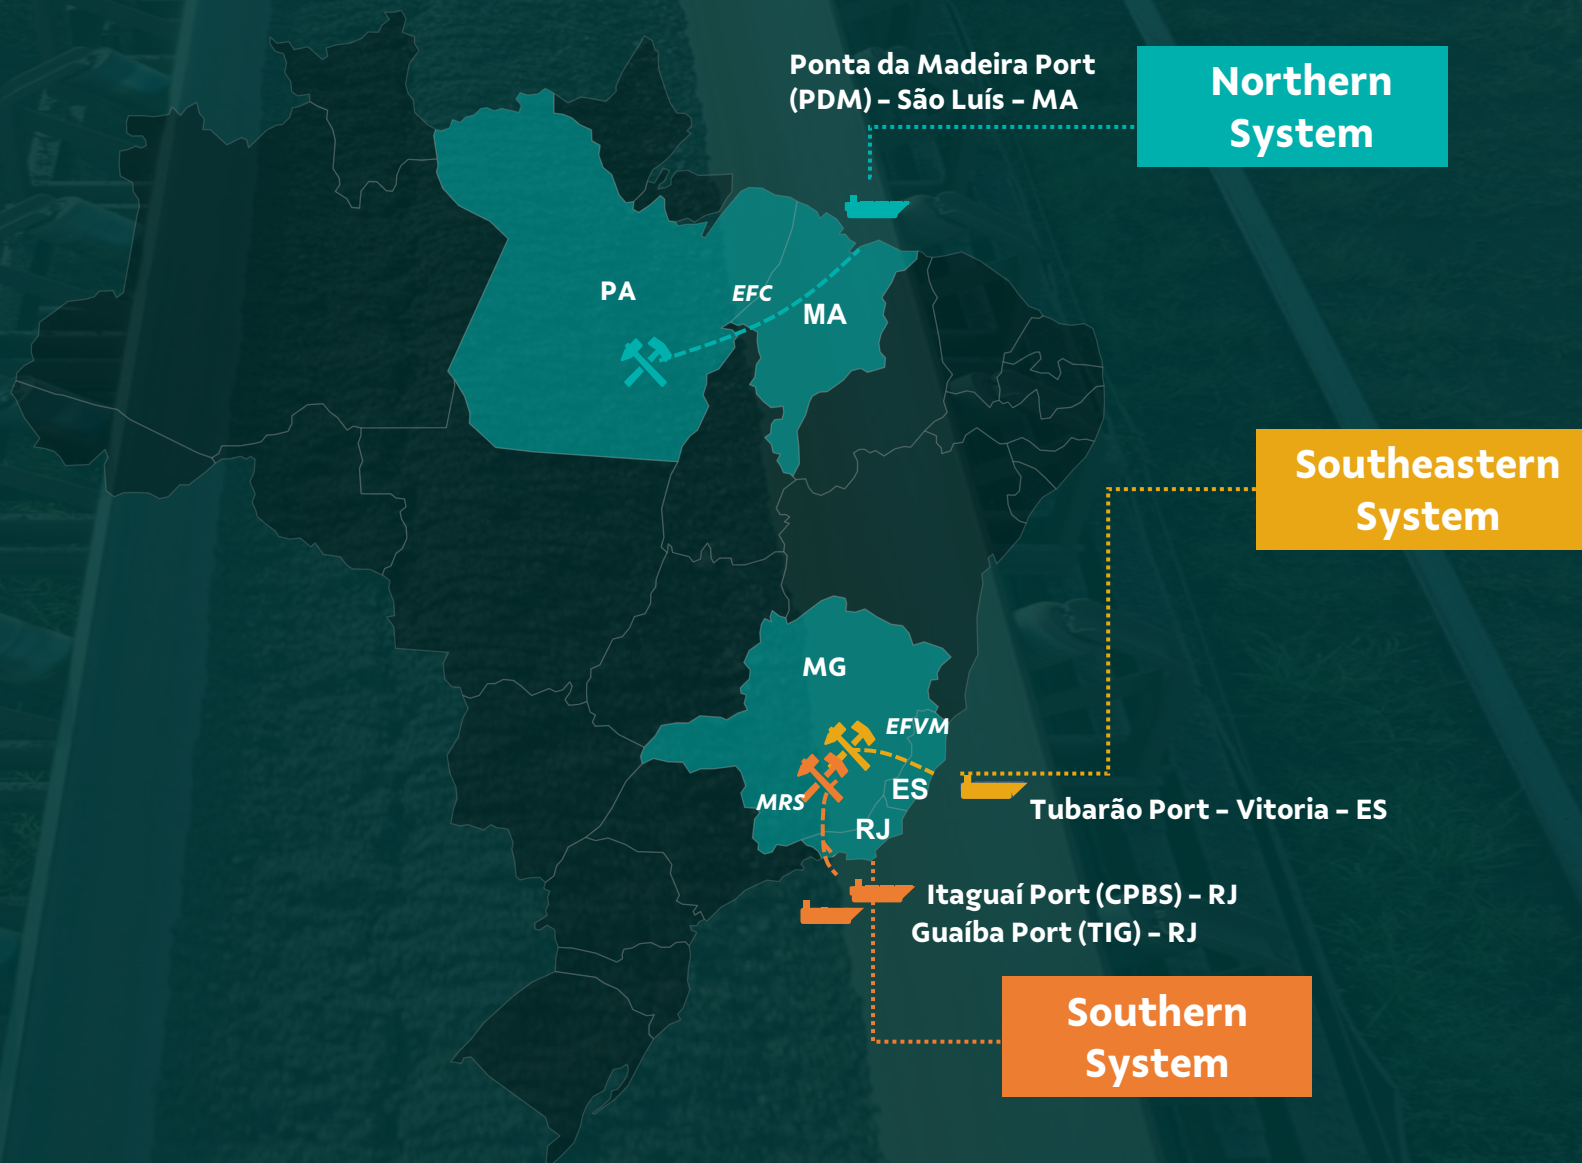 Ponta da Madeira Port
(PDM) – São Luís – MA
Northern
System
PA
EFC
MA
Southeastern
System
MG
EFVM
ES
MRS
RJ
Tubarão Port – Vitoria – ES
Itaguaí Port (CPBS) – RJ
Guaíba Port (TIG) – RJ
Southern
System